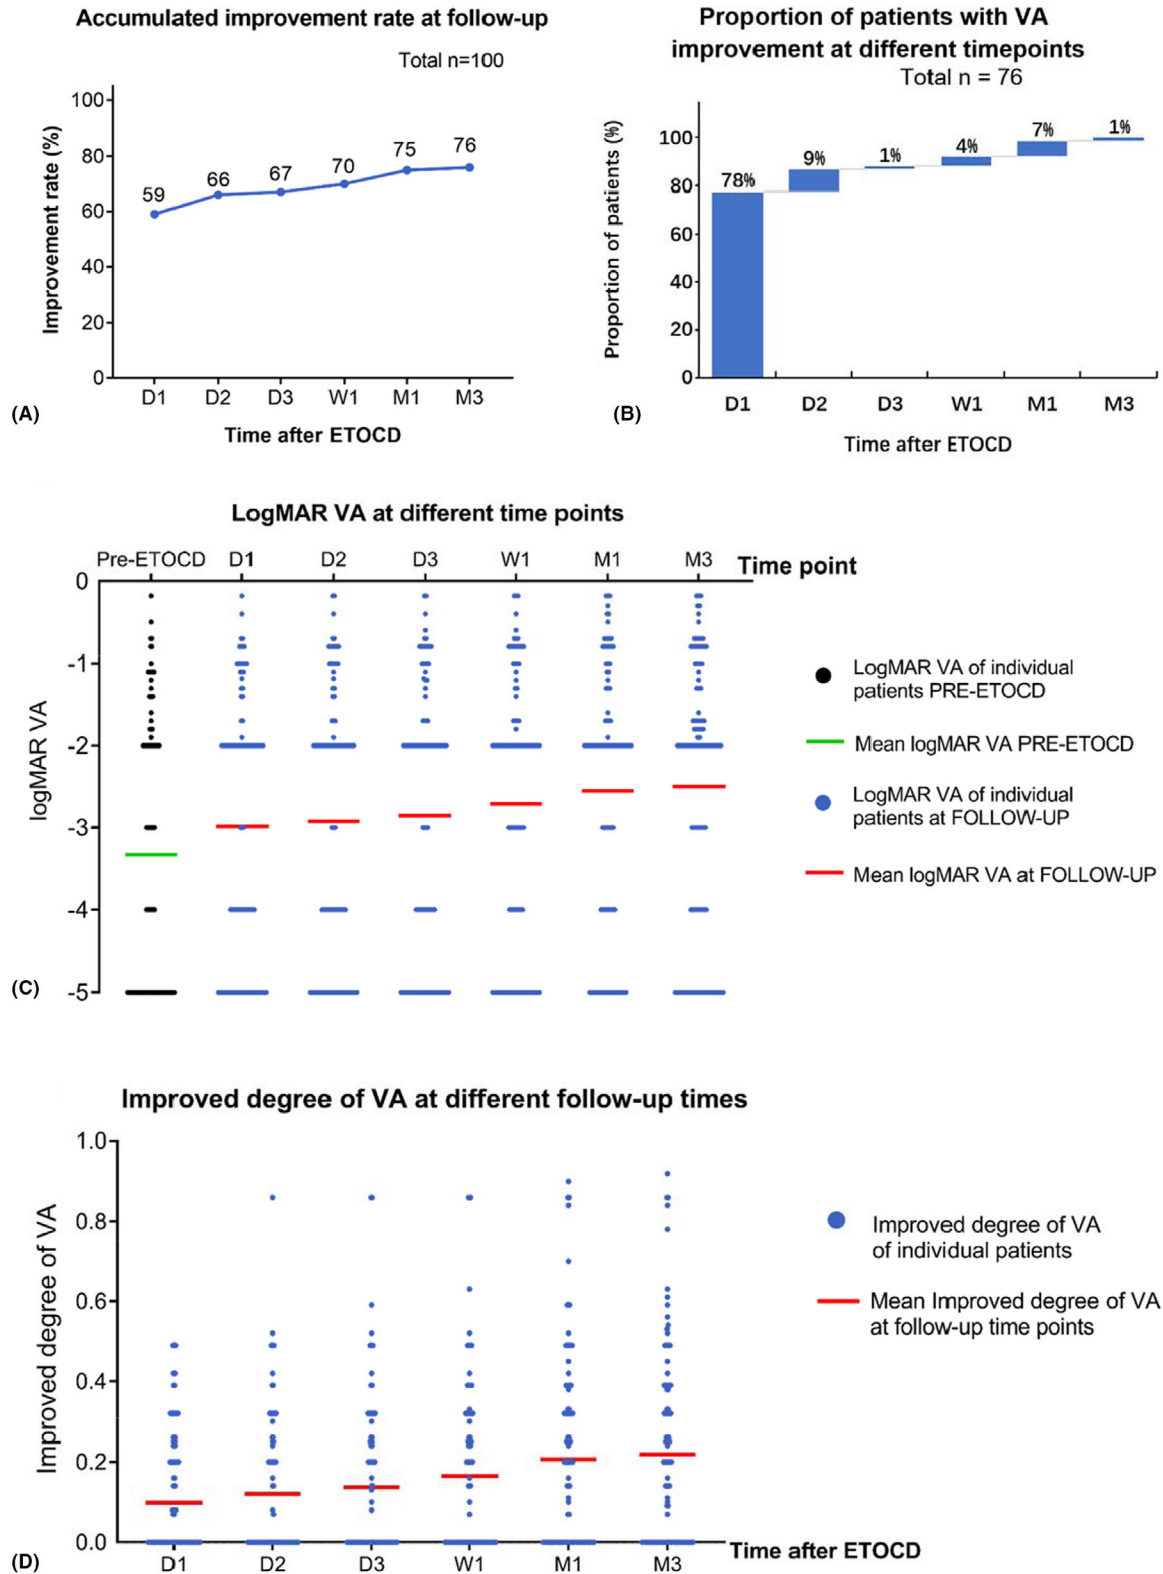 Accumulated improvement rate at follow-up
Total n=100
Improvement rate (%)
100
80
60
40
20
0
59
66
67
70
75
76
D1 D2 D3 W1 M1 M3
Time after ETOCD
(A)
Proportion of patients with VA
improvement at different timepoints
Total n = 76
Proportion of patients (%)
100
80
60
40
20
0
78%
9%
1%
4%
7%
1%
D1 D2 D3 W1 M1 M3
Time after ETOCD
(B)
LogMAR VA at different time points
Pre-ETOCD D1 D2 D3 W1 M1 M3 Time point
logMAR VA
0
-1
-2
-3
-4
-5
LogMAR VA of individual
patients PRE-ETOCD
Mean logMAR VA PRE-ETOCD
LogMAR VA of individual
patients at FOLLOW-UP
Mean logMAR VA at FOLLOW-UP
(C)
Improved degree of VA at different follow-up times
Improved degree of VA
1.0
0.8
0.6
0.4
0.2
0.0
D1 D2 D3 W1 M1 M3
Time after ETOCD
Improved degree of VA
of individual patients
Mean Improved degree of VA
at follow-up time points
(D)